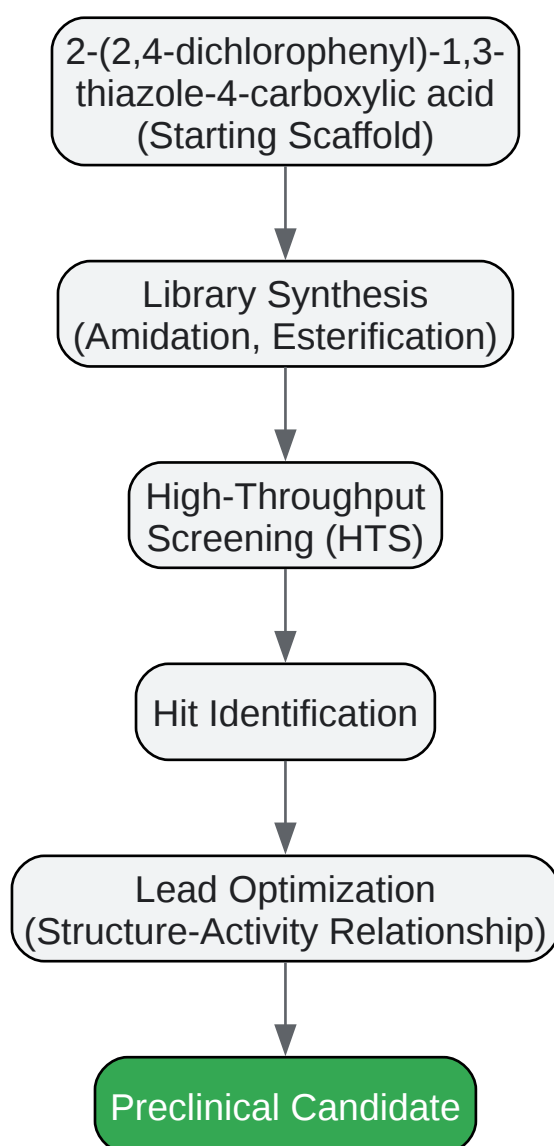 2-(2,4-dichlorophenyl)-1,3-
thiazole-4-carboxylic acid
(Starting Scaffold)
Library Synthesis
(Amidation, Esterification)
High-Throughput
Screening (HTS)
Hit Identification
Lead Optimization
(Structure-Activity Relationship)
Preclinical Candidate